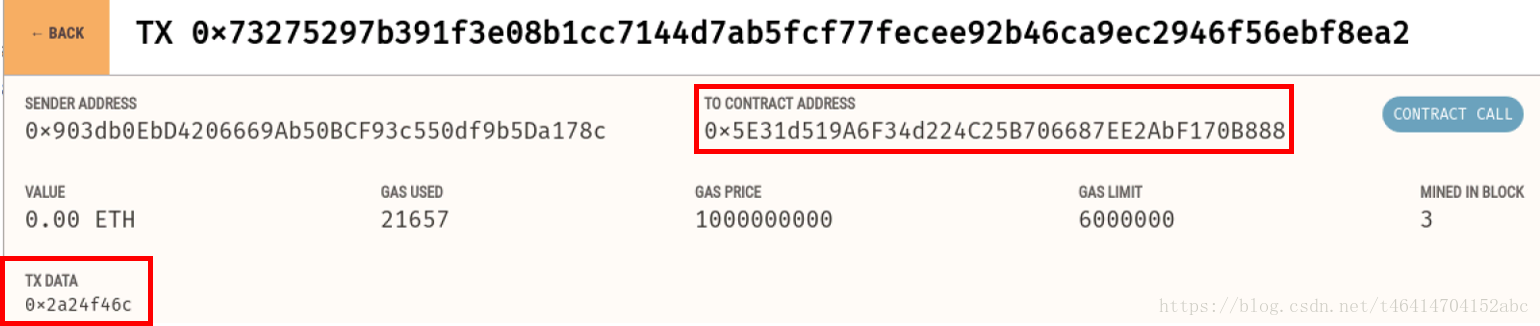 ← BACK
TX 0×73275297b391f3e08b1cc7144d7ab5fcf77fecee92b46ca9ec2946f56ebf8ea2
SENDER ADDRESS
0×903db0EbD4206669Ab50BCF93c550df9b5Da178c
TO CONTRACT ADDRESS
0×5E31d519A6F34d224C25B706687EE2AbF170B888
CONTRACT CALL
VALUE
0.00 ETH
GAS USED
21657
GAS PRICE
1000000000
GAS LIMIT
6000000
MINED IN BLOCK
3
TX DATA
0×2a24f46c
https://blog.csdn.net/t46414704152abc